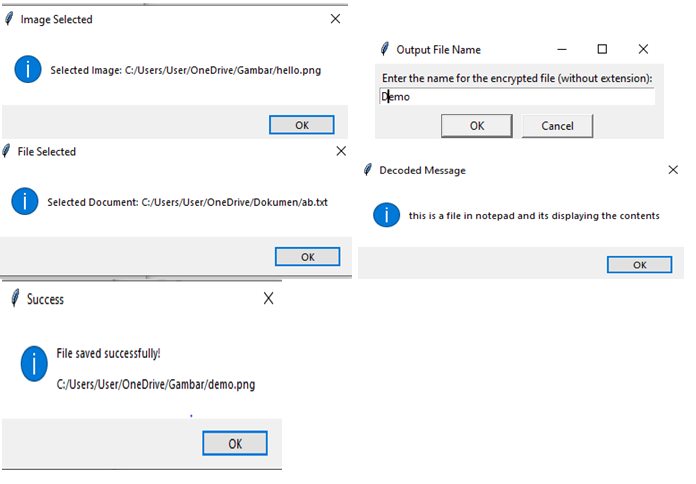 Image Selected
Selected Image: C:/Users/User/OneDrive/Gambar/hello.png
OK
Output File Name
Enter the name for the encrypted file (without extension):
Demo
OK Cancel
File Selected
Selected Document: C:/Users/User/OneDrive/Dokumen/ab.txt
OK
Decoded Message
this is a file in notepad and its displaying the contents
OK
Success
File saved successfully!
C:/Users/User/OneDrive/Gambar/demo.png
OK